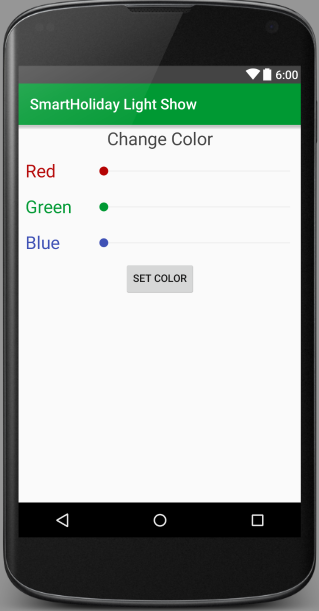 6:00
SmartHoliday Light Show
Change Color
Red
Green
Blue
SET COLOR